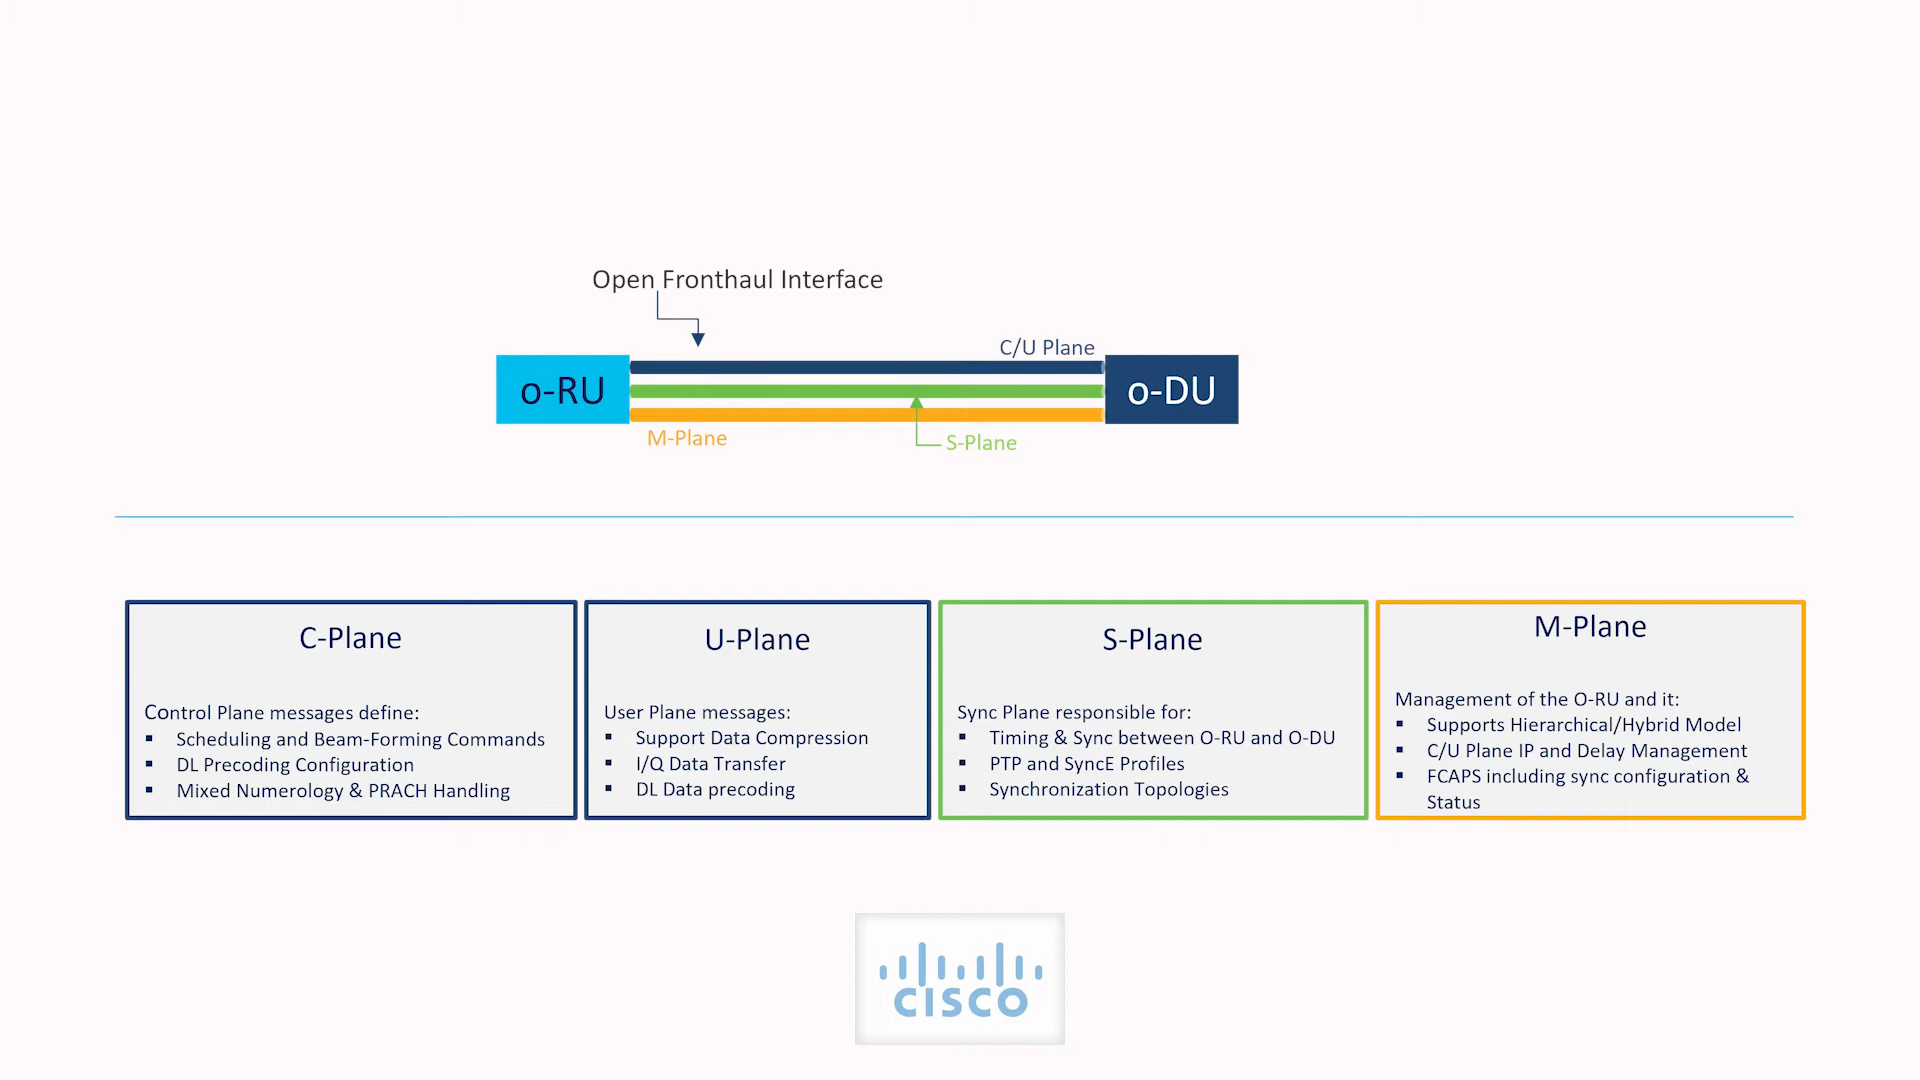 Open Fronthaul Interface
C/U Plane
o-RU
o-DU
M-Plane
S-Plane
C-Plane
Control Plane messages define:
▪ Scheduling and Beam-Forming Commands
▪ DL Precoding Configuration
▪ Mixed Numerology & PRACH Handling
U-Plane
User Plane messages:
▪ Support Data Compression
▪ I/Q Data Transfer
▪ DL Data precoding
S-Plane
Sync Plane responsible for:
▪ Timing & Sync between O-RU and O-DU
▪ PTP and SyncE Profiles
▪ Synchronization Topologies
M-Plane
Management of the O-RU and it:
▪ Supports Hierarchical/Hybrid Model
▪ C/U Plane IP and Delay Management
▪ FCAPS including sync configuration &
Status
CISCO